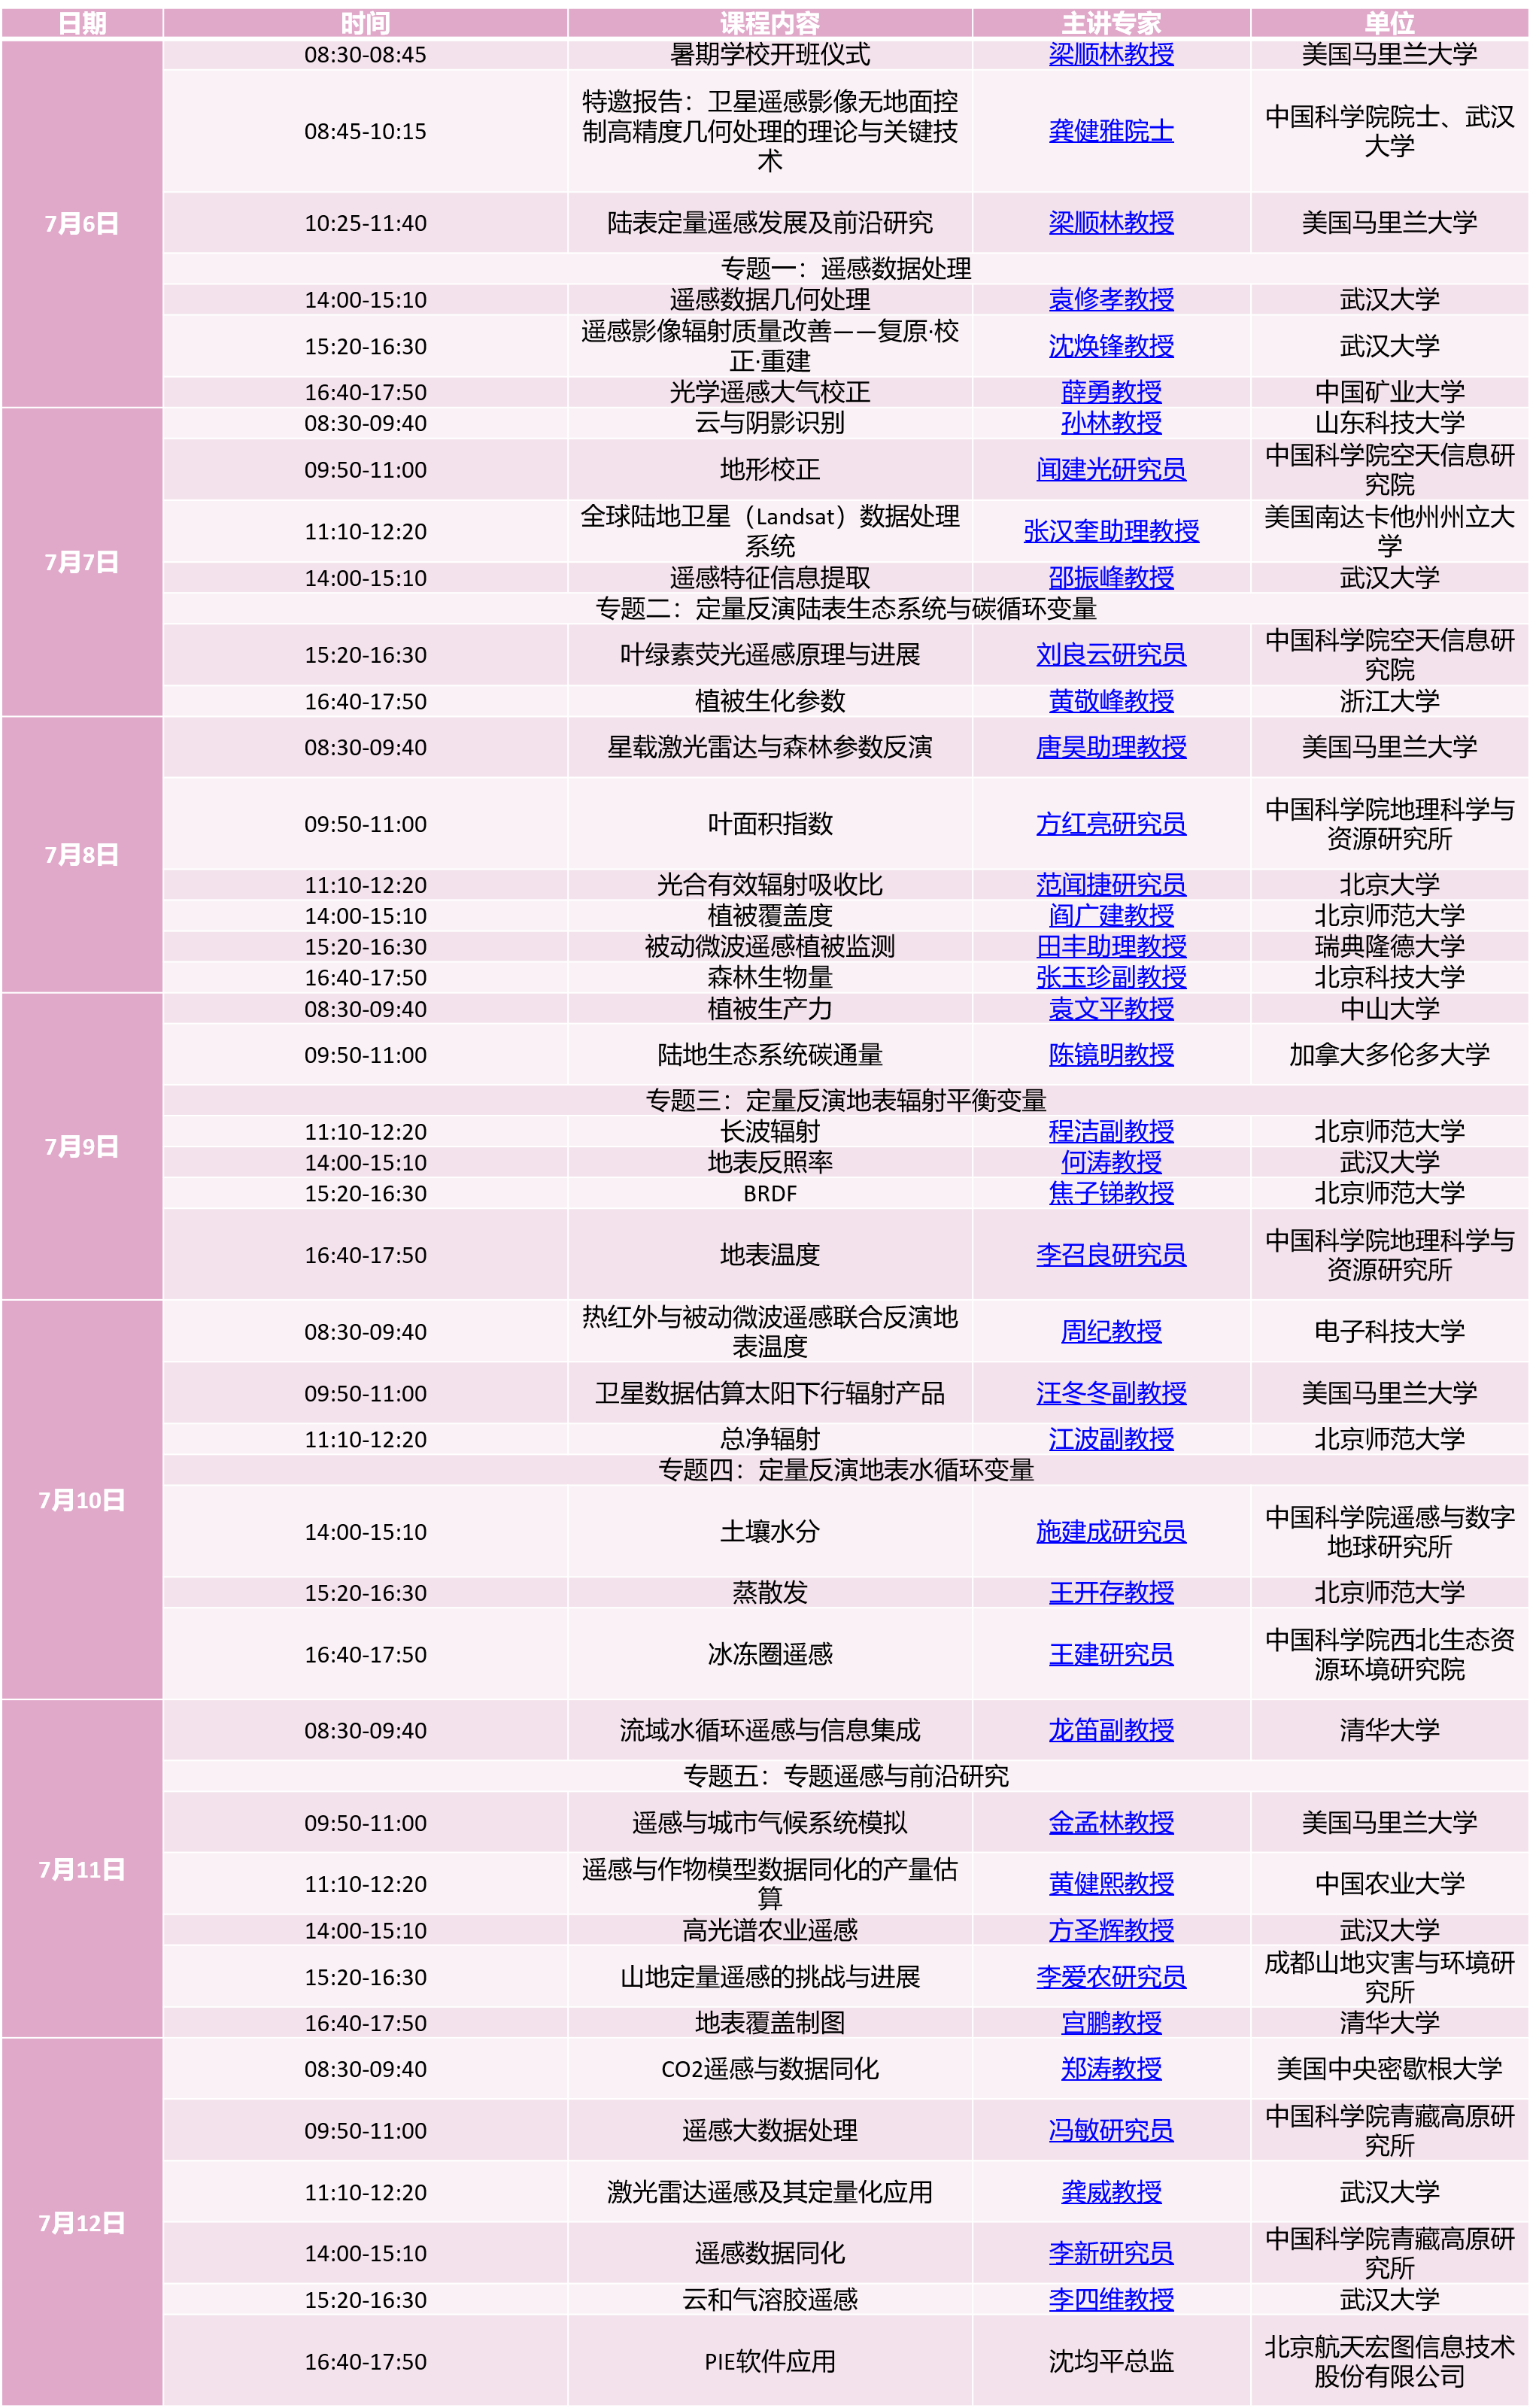 日期 时间 课程内容 主讲专家 单位
7月6日
08:30-08:45 暑期学校开班仪式 梁顺林教授 美国马里兰大学
08:45-10:15 特邀报告：卫星遥感影像无地面控
制高精度几何处理的理论与关键技
术 龚健雅院士 中国科学院院士、武汉
大学
10:25-11:40 陆表定量遥感发展及前沿研究 梁顺林教授 美国马里兰大学
专题一：遥感数据处理
14:00-15:10 遥感数据几何处理 袁修孝教授 武汉大学
15:20-16:30 遥感影像辐射质量改善——复原·校
正·重建 沈焕锋教授 武汉大学
16:40-17:50 光学遥感大气校正 薛勇教授 中国矿业大学
7月7日
08:30-09:40 云与阴影识别 孙林教授 山东科技大学
09:50-11:00 地形校正 闻建光研究员 中国科学院空天信息研
究院
11:10-12:20 全球陆地卫星（Landsat）数据处理
系统 张汉奎助理教授 美国南达卡他州州立大
学
14:00-15:10 遥感特征信息提取 邵振峰教授 武汉大学
专题二：定量反演陆表生态系统与碳循环变量
15:20-16:30 叶绿素荧光遥感原理与进展 刘良云研究员 中国科学院空天信息研
究院
16:40-17:50 植被生化参数 黄敬峰教授 浙江大学
7月8日
08:30-09:40 星载激光雷达与森林参数反演 唐昊助理教授 美国马里兰大学
09:50-11:00 叶面积指数 方红亮研究员 中国科学院地理科学与
资源研究所
11:10-12:20 光合有效辐射吸收比 范闻捷研究员 北京大学
14:00-15:10 植被覆盖度 阎广建教授 北京师范大学
15:20-16:30 被动微波遥感植被监测 田丰助理教授 瑞典隆德大学
16:40-17:50 森林生物量 张玉珍副教授 北京科技大学
7月9日
08:30-09:40 植被生产力 袁文平教授 中山大学
09:50-11:00 陆地生态系统碳通量 陈镜明教授 加拿大多伦多大学
专题三：定量反演地表辐射平衡变量
11:10-12:20 长波辐射 程洁副教授 北京师范大学
14:00-15:10 地表反照率 何涛教授 武汉大学
15:20-16:30 BRDF 焦子锑教授 北京师范大学
16:40-17:50 地表温度 李召良研究员 中国科学院地理科学与
资源研究所
7月10日
08:30-09:40 热红外与被动微波遥感联合反演地
表温度 周纪教授 电子科技大学
09:50-11:00 卫星数据估算太阳下行辐射产品 汪冬冬副教授 美国马里兰大学
11:10-12:20 总净辐射 江波副教授 北京师范大学
专题四：定量反演地表水循环变量
14:00-15:10 土壤水分 施建成研究员 中国科学院遥感与数字
地球研究所
15:20-16:30 蒸散发 王开存教授 北京师范大学
16:40-17:50 冰冻圈遥感 王建研究员 中国科学院西北生态资
源环境研究院
7月11日
08:30-09:40 流域水循环遥感与信息集成 龙笛副教授 清华大学
专题五：专题遥感与前沿研究
09:50-11:00 遥感与城市气候系统模拟 金孟林教授 美国马里兰大学
11:10-12:20 遥感与作物模型数据同化的产量估
算 黄健熙教授 中国农业大学
14:00-15:10 高光谱农业遥感 方圣辉教授 武汉大学
15:20-16:30 山地定量遥感的挑战与进展 李爱农研究员 成都山地灾害与环境研
究所
16:40-17:50 地表覆盖制图 宫鹏教授 清华大学
7月12日
08:30-09:40 CO2遥感与数据同化 郑涛教授 美国中央密歇根大学
09:50-11:00 遥感大数据处理 冯敏研究员 中国科学院青藏高原研
究所
11:10-12:20 激光雷达遥感及其定量化应用 龚威教授 武汉大学
14:00-15:10 遥感数据同化 李新研究员 中国科学院青藏高原研
究所
15:20-16:30 云和气溶胶遥感 李四维教授 武汉大学
16:40-17:50 PIE软件应用 沈均平总监 北京航天宏图信息技术
股份有限公司